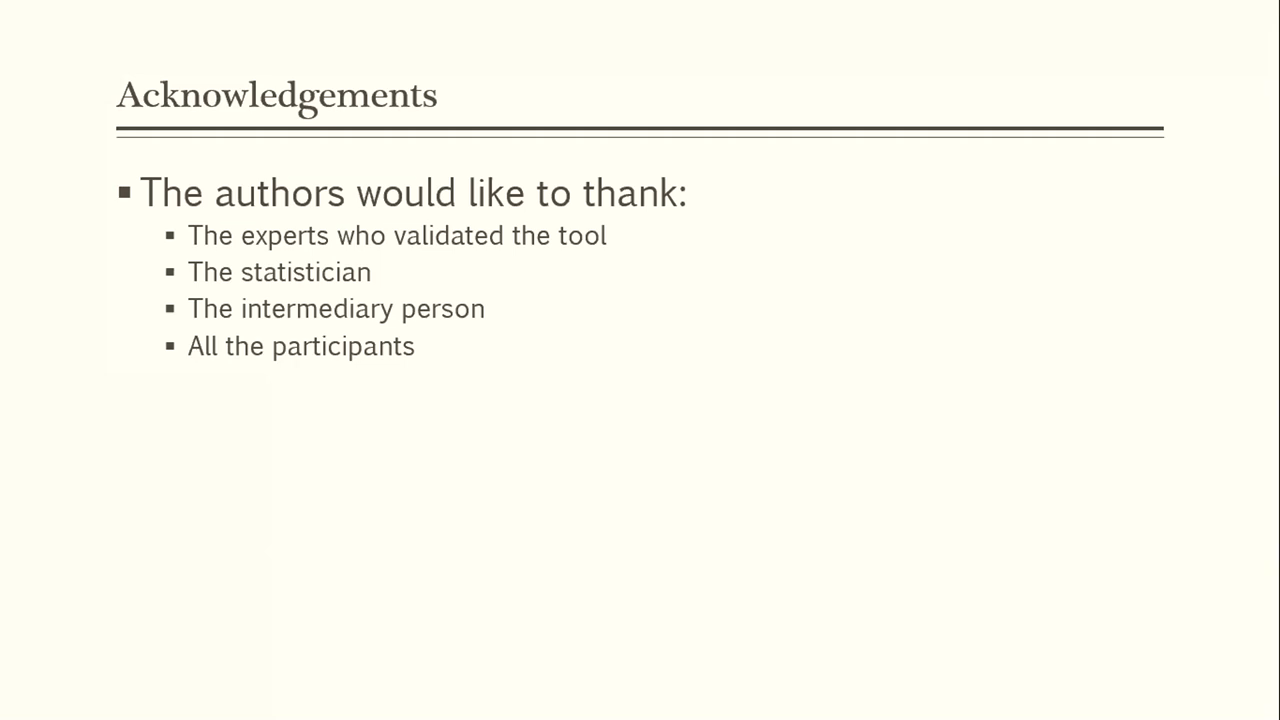 Acknowledgements
▪ The authors would like to thank:
▪ The experts who validated the tool
▪ The statistician
▪ The intermediary person
▪ All the participants